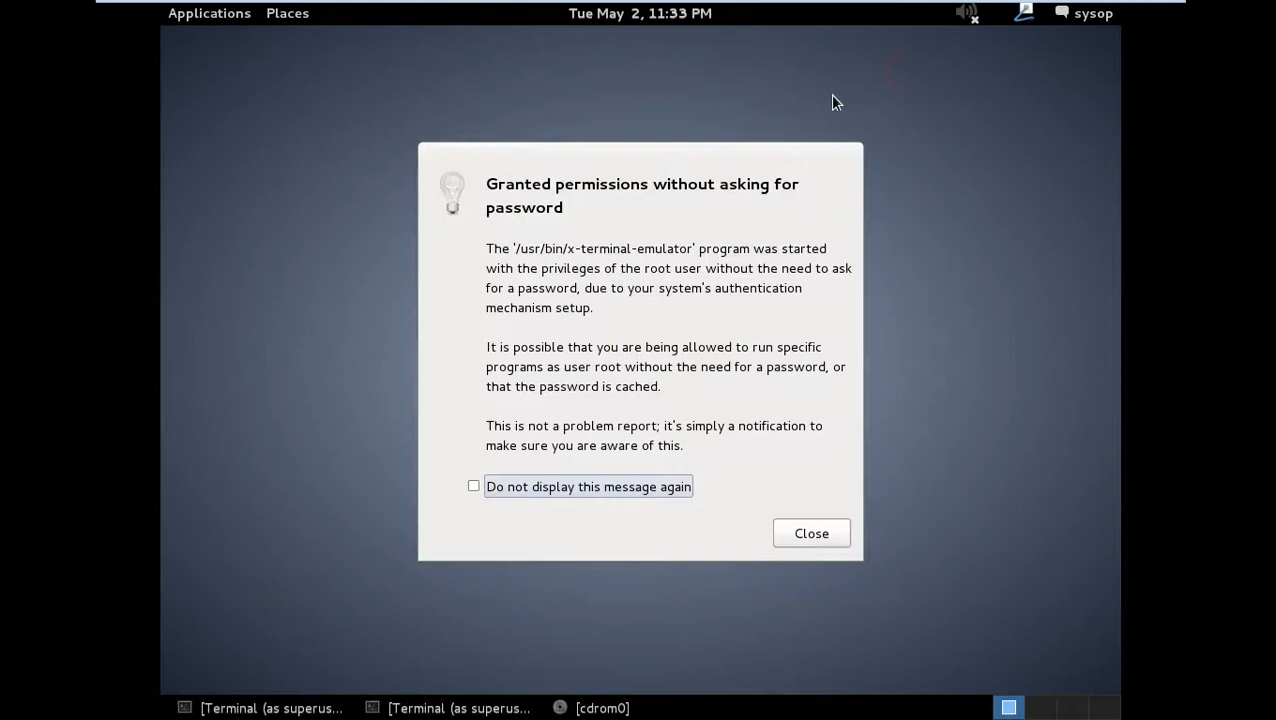 Applications Places Tue May 2, 11:33 PM sysop
Granted permissions without asking for
password
The '/usr/bin/x-terminal-emulator' program was started
with the privileges of the root user without the need to ask
for a password, due to your system's authentication
mechanism setup.
It is possible that you are being allowed to run specific
programs as user root without the need for a password, or
that the password is cached.
This is not a problem report; it's simply a notification to
make sure you are aware of this.
Do not display this message again
Close
[Terminal (as superus... [Terminal (as superus... [cdrom0]